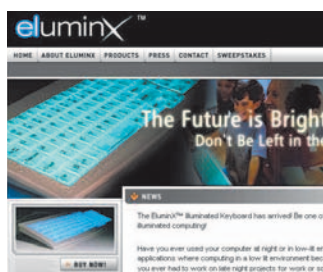 eluminX ™
HOME ABOUT ELUMINX PRODUCTS PRESS CONTACT SWEEPSTAKES
The Future is Bright
Don't Be Left in the
NEWS
The EluminX™ Illuminated Keyboard has arrived! Be one o
illuminated computing!
Have you ever used your computer at night or in low-lit en
applications where computing in a low lit environment bec
you ever had to work on late night projects for work or sc
BUY NOW!